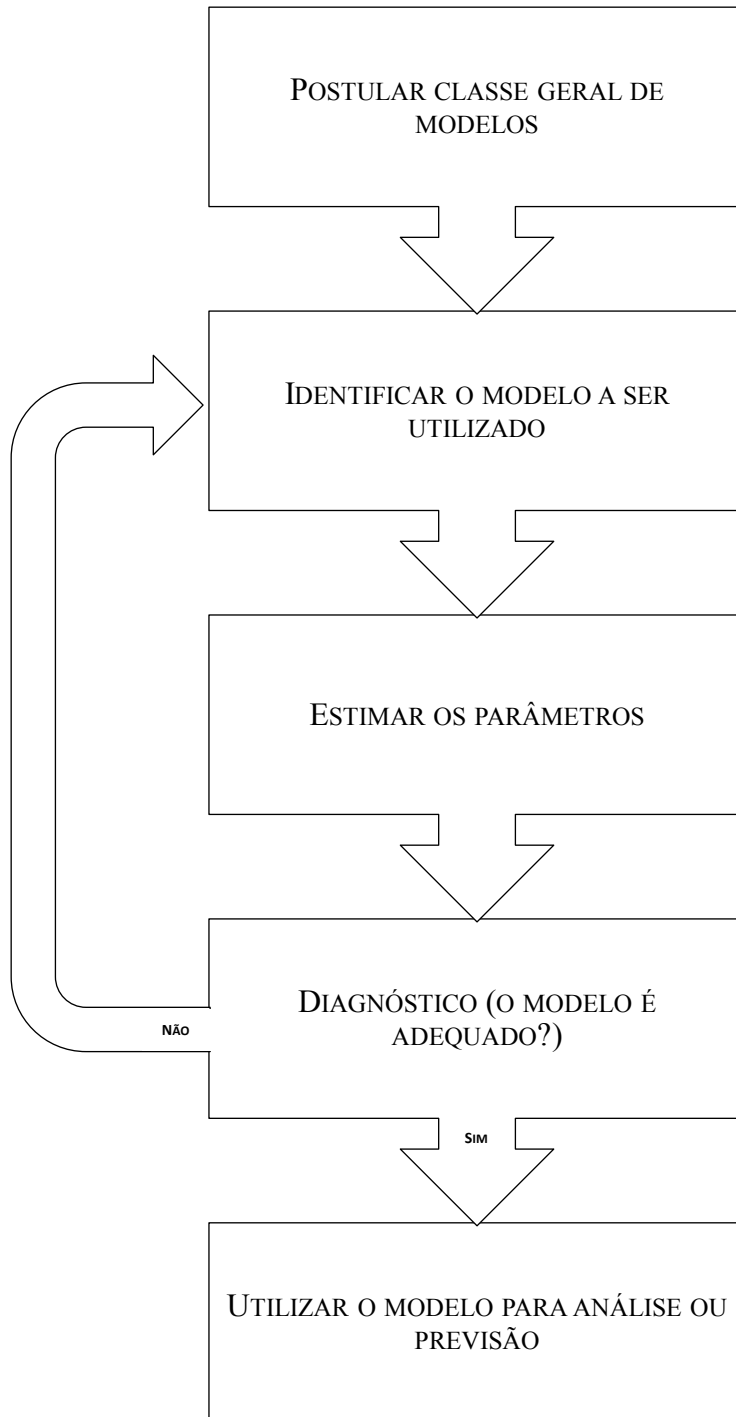 POSTULAR CLASSE GERAL DE
MODELOS
IDENTIFICAR O MODELO A SER
UTILIZADO
ESTIMAR OS PARÂMETROS
DIAGNÓSTICO (O MODELO É
ADEQUADO?)
NÃO
SIM
UTILIZAR O MODELO PARA ANÁLISE OU
PREVISÃO